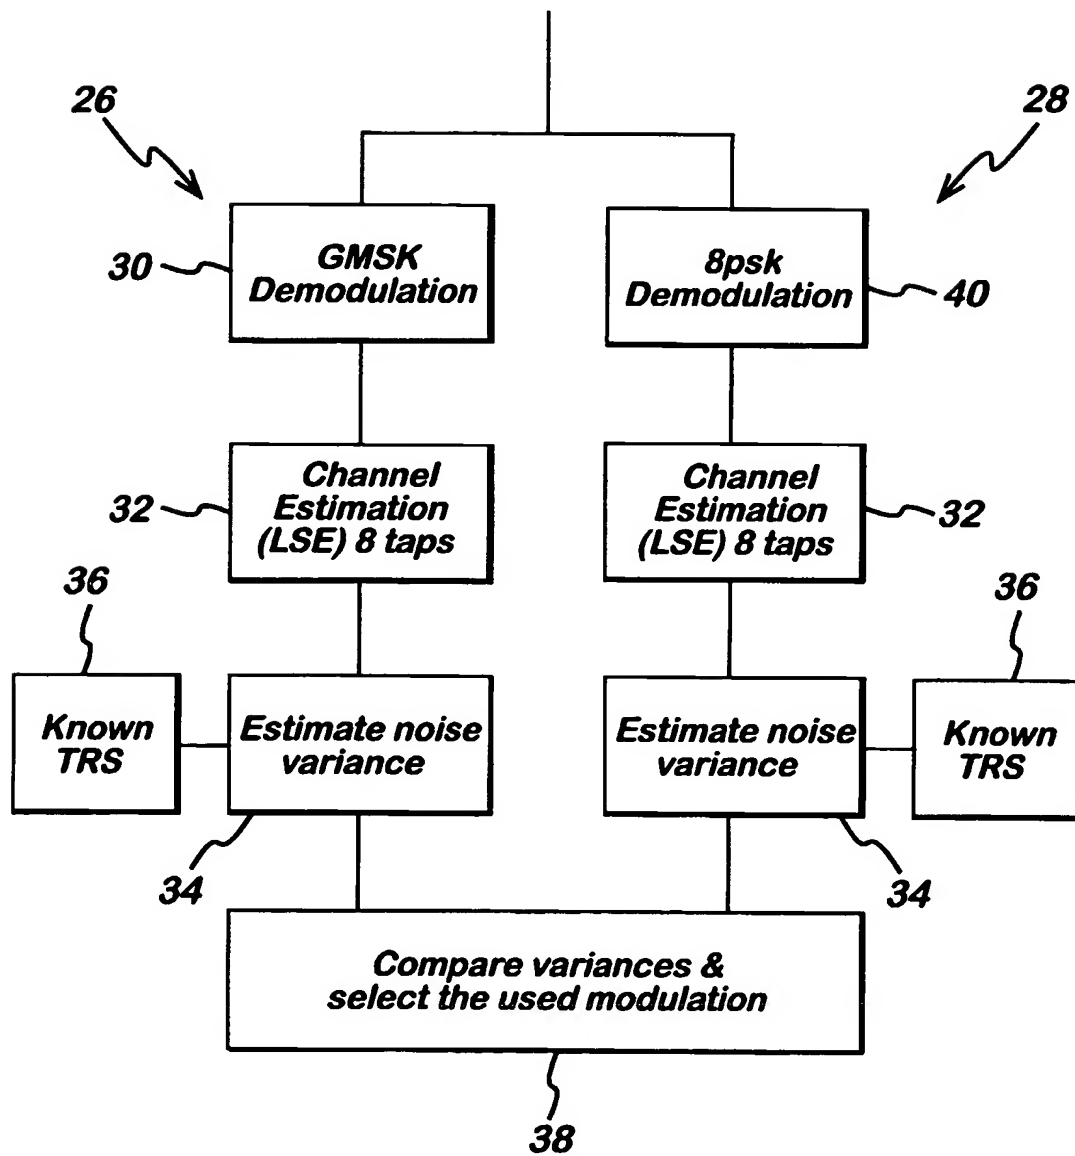 26
28
30
GMSK
Demodulation
8psk
Demodulation
40
32
Channel
Estimation
(LSE) 8 taps
Channel
Estimation
(LSE) 8 taps
32
36
36
Known
TRS
Estimate noise
variance
Estimate noise
variance
Known
TRS
34
34
Compare variances &
select the used modulation
38